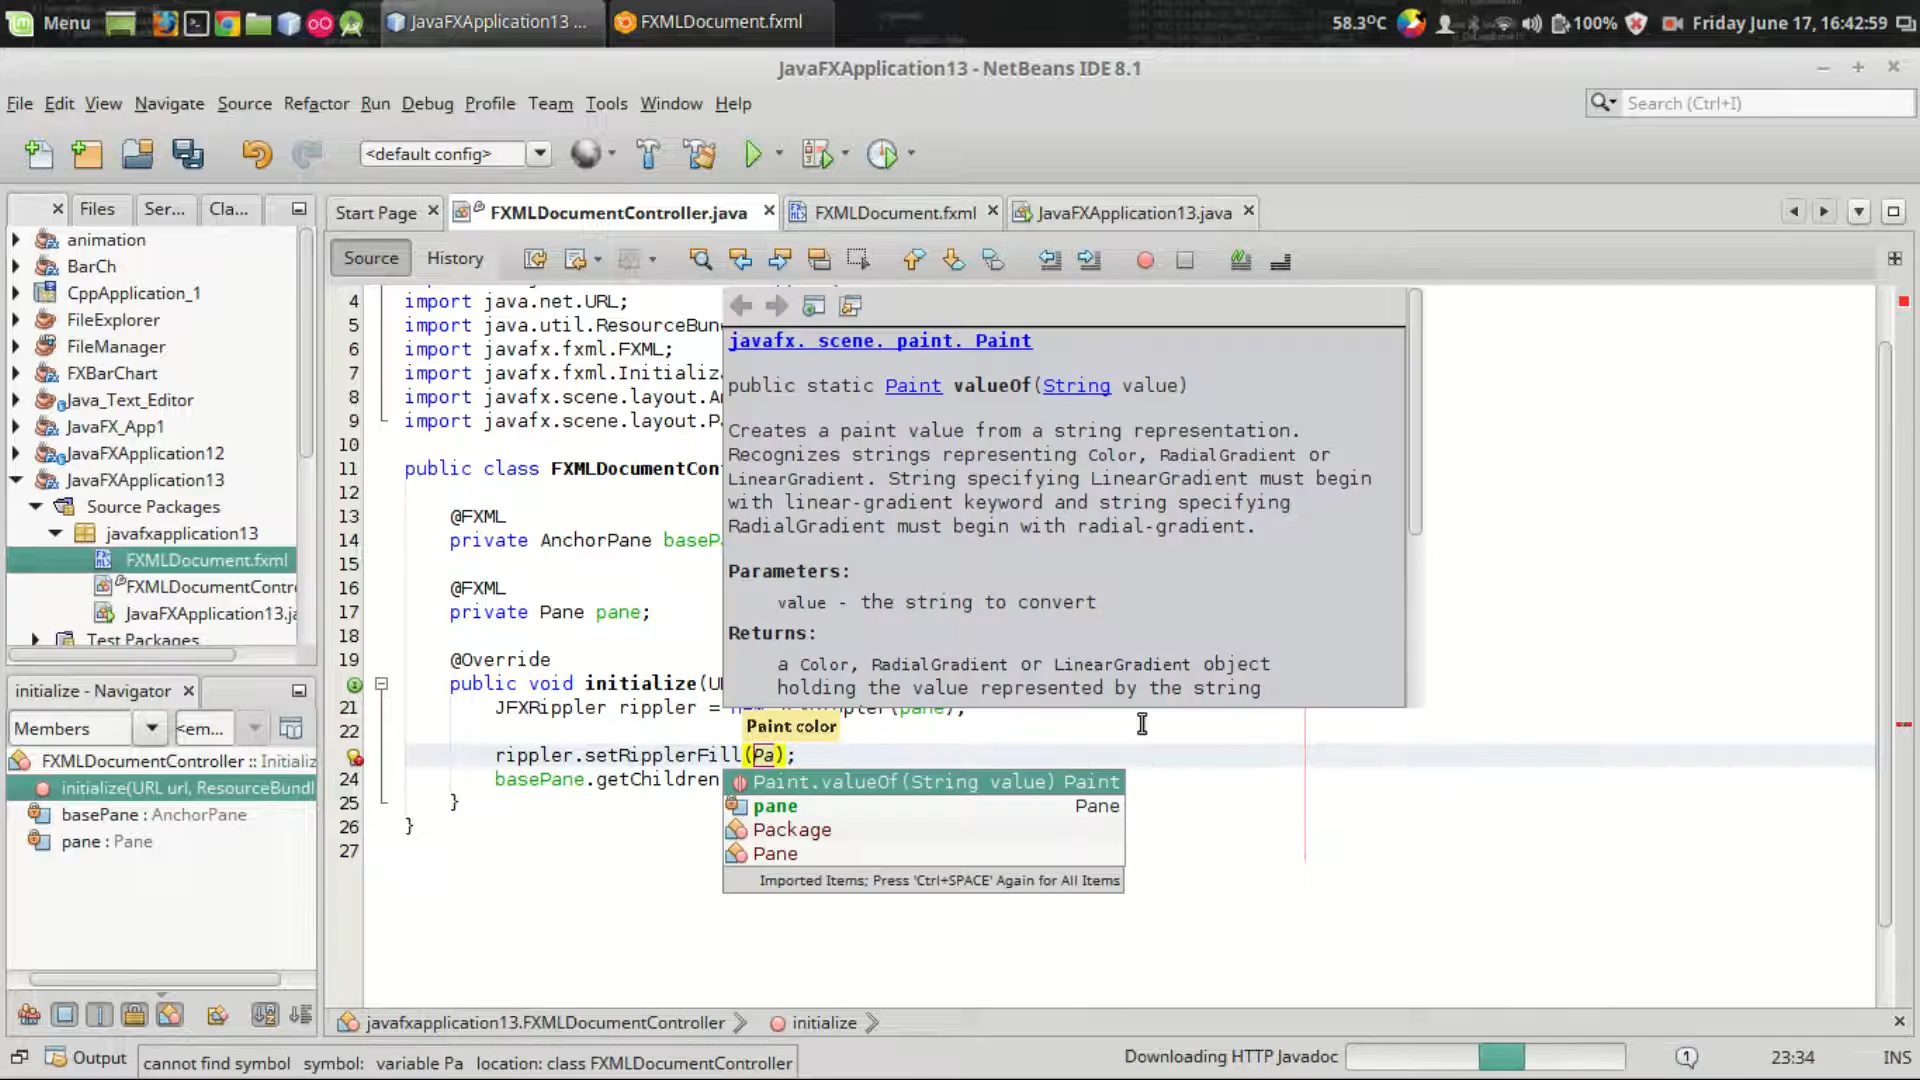 Menu
JavaFXApplication13 ...
FXMLDocument.fxml
58.3°C
100%
Friday June 17, 16:42:59
JavaFXApplication13 - NetBeans IDE 8.1
File Edit View Navigate Source Refactor Run Debug Profile Team Tools Window Help
Search (Ctrl+I)
<default config>
Files Ser... Cla...
Start Page FXMLDocumentController.java FXMLDocument.fxml JavaFXApplication13.java
Source History
animation
BarCh
CppApplication_1
FileExplorer
FileManager
FXBarChart
Java_Text_Editor
JavaFX_App1
JavaFXApplication12
JavaFXApplication13
Source Packages
javafxapplication13
FXMLDocument.fxml
FXMLDocumentContr
JavaFXApplication13.ja
Test Packages
initialize - Navigator
Members <em...
FXMLDocumentController :: Initializ
initialize(URL url, ResourceBundl
basePane : AnchorPane
pane : Pane
4 import java.net.URL;
5 import java.util.ResourceBun
6 import javafx.fxml.FXML;
7 import javafx.fxml.Initializ
8 import javafx.scene.layout.A
9 import javafx.scene.layout.P
10
11 public class FXMLDocumentCon
12
13 @FXML
14 private AnchorPane baseP
15
16 @FXML
17 private Pane pane;
18
19 @Override
public void initialize(U
21 JFXRippler rippler =
22
rippler.setRipplerFill(Pa);
24 basePane.getChildren
25 }
26 }
27
javafx. scene. paint. Paint
public static Paint valueOf(String value)
Creates a paint value from a string representation.
Recognizes strings representing Color, RadialGradient or
LinearGradient. String specifying LinearGradient must begin
with linear-gradient keyword and string specifying
RadialGradient must begin with radial-gradient.
Parameters:
value - the string to convert
Returns:
a Color, RadialGradient or LinearGradient object
holding the value represented by the string
Paint color
Paint.valueOf(String value) Paint
pane Pane
Package
Pane
Imported Items; Press 'Ctrl+SPACE' Again for All Items
javafxapplication13.FXMLDocumentController initialize
Output
cannot find symbol symbol: variable Pa location: class FXMLDocumentController
Downloading HTTP Javadoc
1
23:34
INS